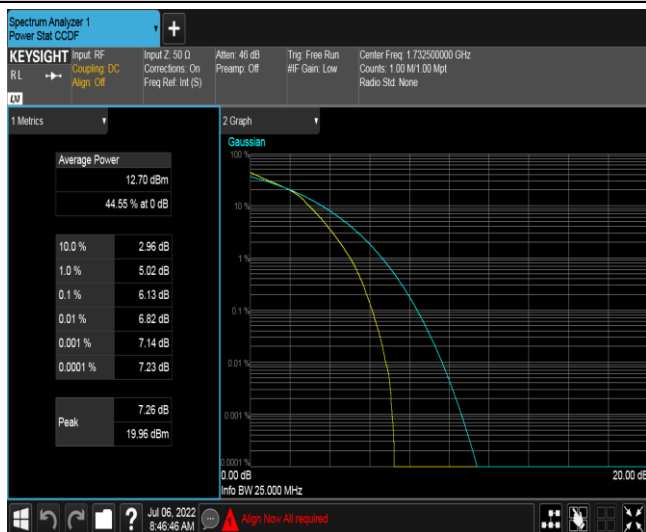 Spectrum Analyzer 1
Power Stat CCDF
+
KEYSIGHT
RL
Input: RF
Coupling: DC
Align: Off
Input Z: 50 Ω
Corrections: On
Freq Ref: Int (S)
Atten: 46 dB
Preamp: Off
Trig: Free Run
#IF Gain: Low
Center Freq: 1.732500000 GHz
Counts: 1.00 M/1.00 Mpt
Radio Std: None
1 Metrics
Average Power
12.70 dBm
44.55 % at 0 dB
10.0 % 2.96 dB
1.0 % 5.02 dB
0.1 % 6.13 dB
0.01 % 6.82 dB
0.001 % 7.14 dB
0.0001 % 7.23 dB
Peak
7.26 dB
19.96 dBm
2 Graph
Gaussian
100 %
10 %
1 %
0.1 %
0.01 %
0.001 %
0.0001 %
0.00 dB
20.00 dB
Info BW 25.000 MHz
?
Jul 06, 2022
8:46:46 AM
Align Now All required